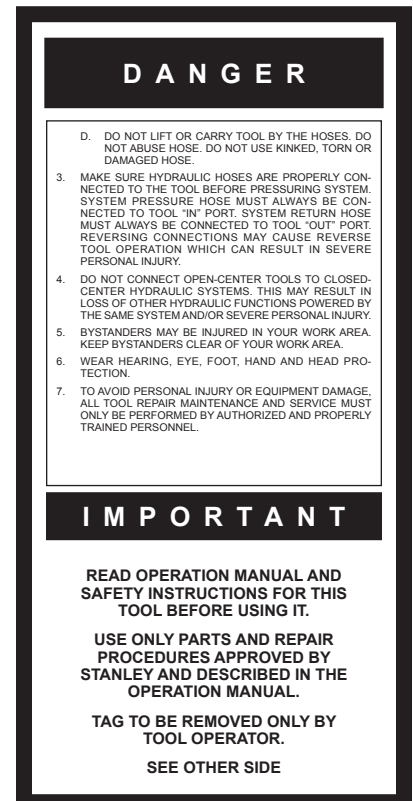 DANGER
D. DO NOT LIFT OR CARRY TOOL BY THE HOSES. DO
NOT ABUSE HOSE. DO NOT USE KINKED, TORN OR
DAMAGED HOSE.
3. MAKE SURE HYDRAULIC HOSES ARE PROPERLY CON-
NECTED TO THE TOOL BEFORE PRESSURING SYSTEM.
SYSTEM PRESSURE HOSE MUST ALWAYS BE CON-
NECTED TO TOOL “IN” PORT. SYSTEM RETURN HOSE
MUST ALWAYS BE CONNECTED TO TOOL “OUT” PORT.
REVERSING CONNECTIONS MAY CAUSE REVERSE
TOOL OPERATION WHICH CAN RESULT IN SEVERE
PERSONAL INJURY.
4. DO NOT CONNECT OPEN-CENTER TOOLS TO CLOSED-
CENTER HYDRAULIC SYSTEMS. THIS MAY RESULT IN
LOSS OF OTHER HYDRAULIC FUNCTIONS POWERED BY
THE SAME SYSTEM AND/OR SEVERE PERSONAL INJURY.
5. BYSTANDERS MAY BE INJURED IN YOUR WORK AREA.
KEEP BYSTANDERS CLEAR OF YOUR WORK AREA.
6. WEAR HEARING, EYE, FOOT, HAND AND HEAD PRO-
TECTION.
7. TO AVOID PERSONAL INJURY OR EQUIPMENT DAMAGE,
ALL TOOL REPAIR MAINTENANCE AND SERVICE MUST
ONLY BE PERFORMED BY AUTHORIZED AND PROPERLY
TRAINED PERSONNEL.
IMPORTANT
READ OPERATION MANUAL AND
SAFETY INSTRUCTIONS FOR THIS
TOOL BEFORE USING IT.
USE ONLY PARTS AND REPAIR
PROCEDURES APPROVED BY
STANLEY AND DESCRIBED IN THE
OPERATION MANUAL.
TAG TO BE REMOVED ONLY BY
TOOL OPERATOR.
SEE OTHER SIDE